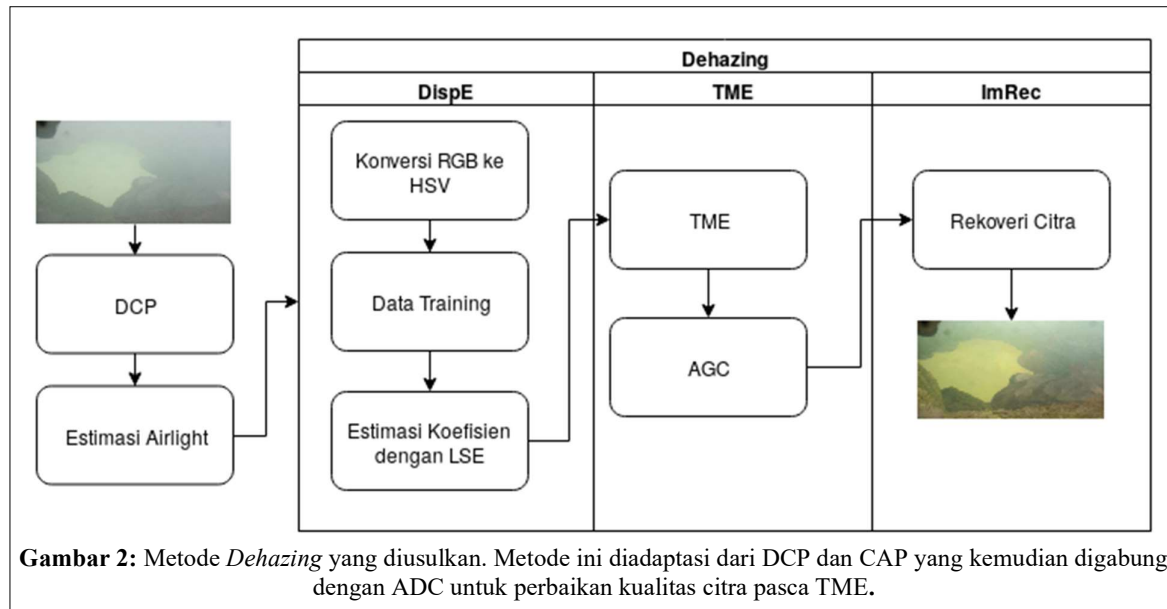 Dehazing
DispE
TME
ImRec
DCP
Estimasi Airlight
Konversi RGB ke
HSV
Data Training
Estimasi Koefisien
dengan LSE
TME
AGC
Rekoveri Citra
Gambar 2: Metode Dehazing yang diusulkan. Metode ini diadaptasi dari DCP dan CAP yang kemudian digabung
dengan ADC untuk perbaikan kualitas citra pasca TME.